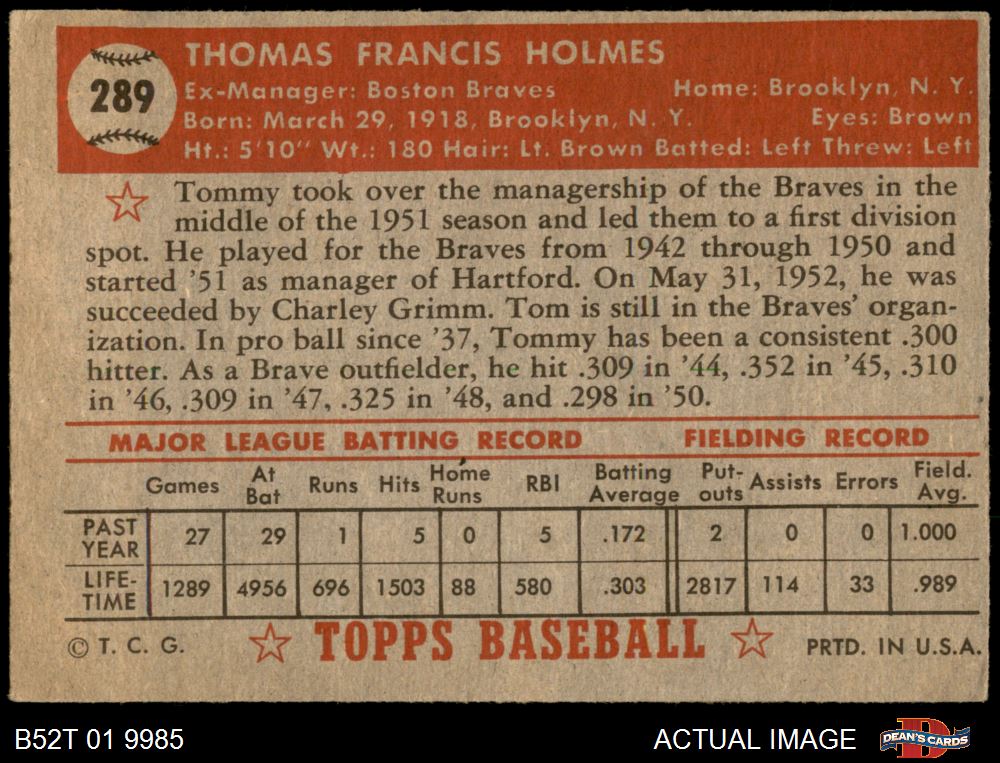 289
THOMAS FRANCIS HOLMES
Ex-Manager: Boston Braves Home: Brooklyn, N. Y.
Born: March 29, 1918, Brooklyn, N. Y. Eyes: Brown
Ht.: 5'10" Wt.: 180 Hair: Lt. Brown Batted: Left Threw: Left
Tommy took over the managership of the Braves in the
middle of the 1951 season and led them to a first division
spot. He played for the Braves from 1942 through 1950 and
started '51 as manager of Hartford. On May 31, 1952, he was
succeeded by Charley Grimm. Tom is still in the Braves' organ-
ization. In pro ball since '37, Tommy has been a consistent .300
hitter. As a Brave outfielder, he hit .309 in '44, .352 in '45, .310
in '46, .309 in '47, .325 in '48, and .298 in '50.
MAJOR LEAGUE BATTING RECORD FIELDING RECORD
Games At Bat Runs Hits Home Runs RBI Batting Average Put-outs Assists Errors Field. Avg.
PAST YEAR 27 29 1 5 0 5 .172 2 0 0 1.000
LIFE-TIME 1289 4956 696 1503 88 580 .303 2817 114 33 .989
© T. C. G. TOPPS BASEBALL PRTD. IN U.S.A.
B52T 01 9985 ACTUAL IMAGE D DEAN'S CARDS